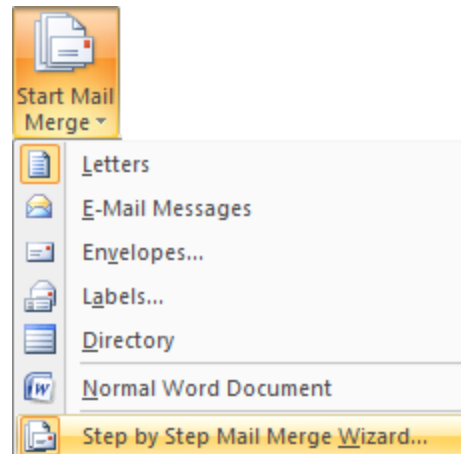 Start Mail
Merge
Letters
E-Mail Messages
Envelopes...
Labels...
Directory
Normal Word Document
Step by Step Mail Merge Wizard...